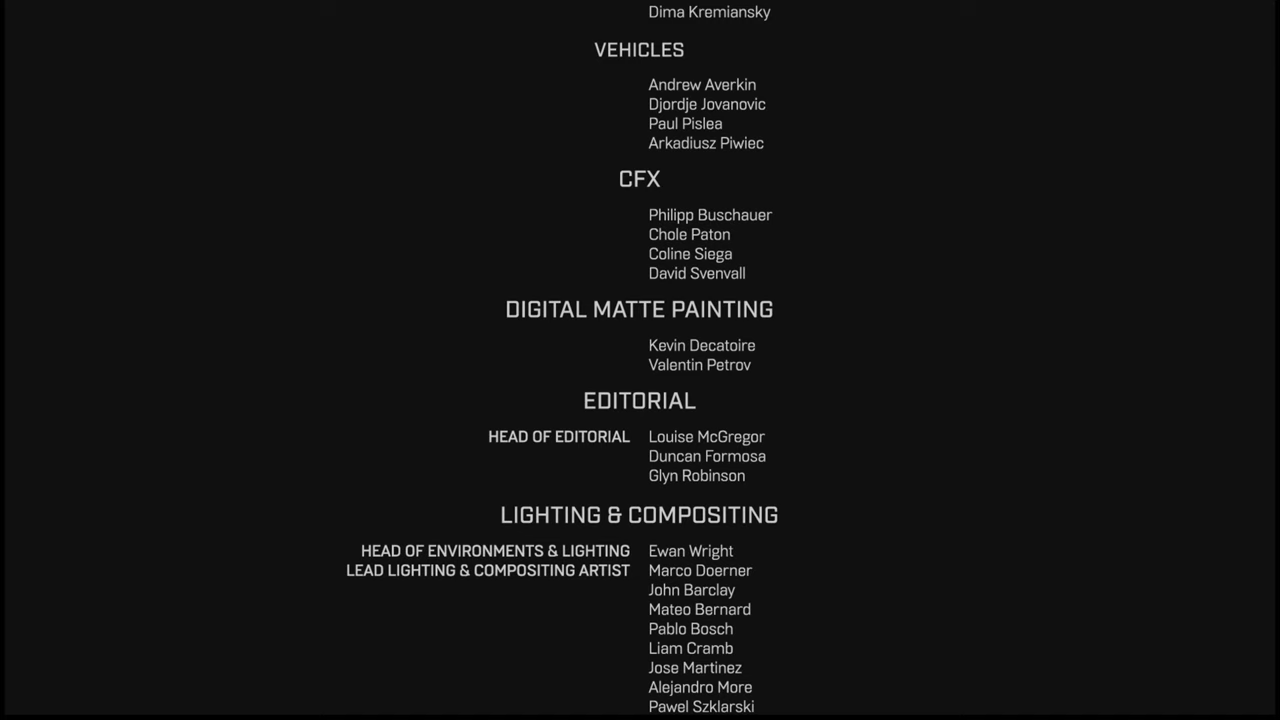 Dima Kremiansky
VEHICLES
Andrew Averkin
Djordje Jovanovic
Paul Pislea
Arkadiusz Piwiec
CFX
Philipp Buschauer
Chole Paton
Coline Siega
David Svenvall
DIGITAL MATTE PAINTING
Kevin Decatoire
Valentin Petrov
EDITORIAL
HEAD OF EDITORIAL Louise McGregor
Duncan Formosa
Glyn Robinson
LIGHTING & COMPOSITING
HEAD OF ENVIRONMENTS & LIGHTING Ewan Wright
LEAD LIGHTING & COMPOSITING ARTIST Marco Doerner
John Barclay
Mateo Bernard
Pablo Bosch
Liam Cramb
Jose Martinez
Alejandro More
Pawel Szklarski